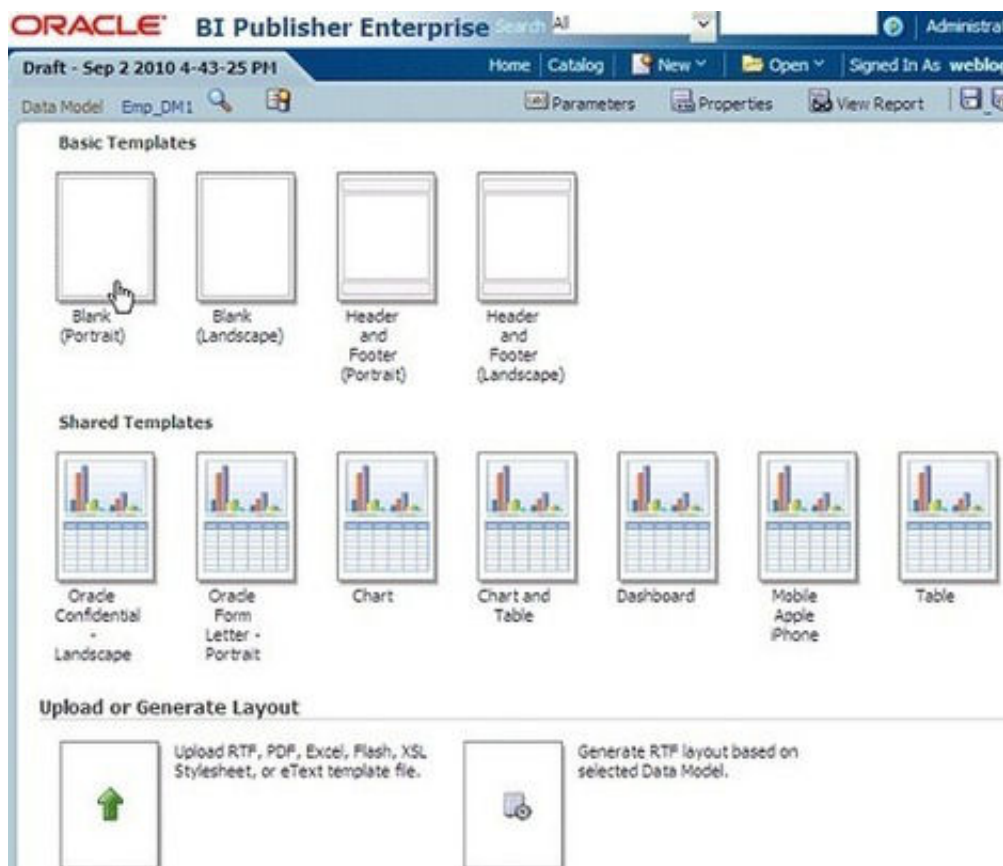 ORACLE BI Publisher Enterprise Search All Administra
Draft - Sep 2 2010 4-43-25 PM Home Catalog New Open Signed In As weblog
Data Model Emp_DM1 Parameters Properties View Report
Basic Templates
Blank (Portrait)
Blank (Landscape)
Header and Footer (Portrait)
Header and Footer (Landscape)
Shared Templates
Oracle Confidential - Landscape
Oracle Form Letter - Portrait
Chart
Chart and Table
Dashboard
Mobile Apple iPhone
Table
Upload or Generate Layout
Upload RTF, PDF, Excel, Flash, XSL
Stylesheet, or eText template file.
Generate RTF layout based on
selected Data Model.